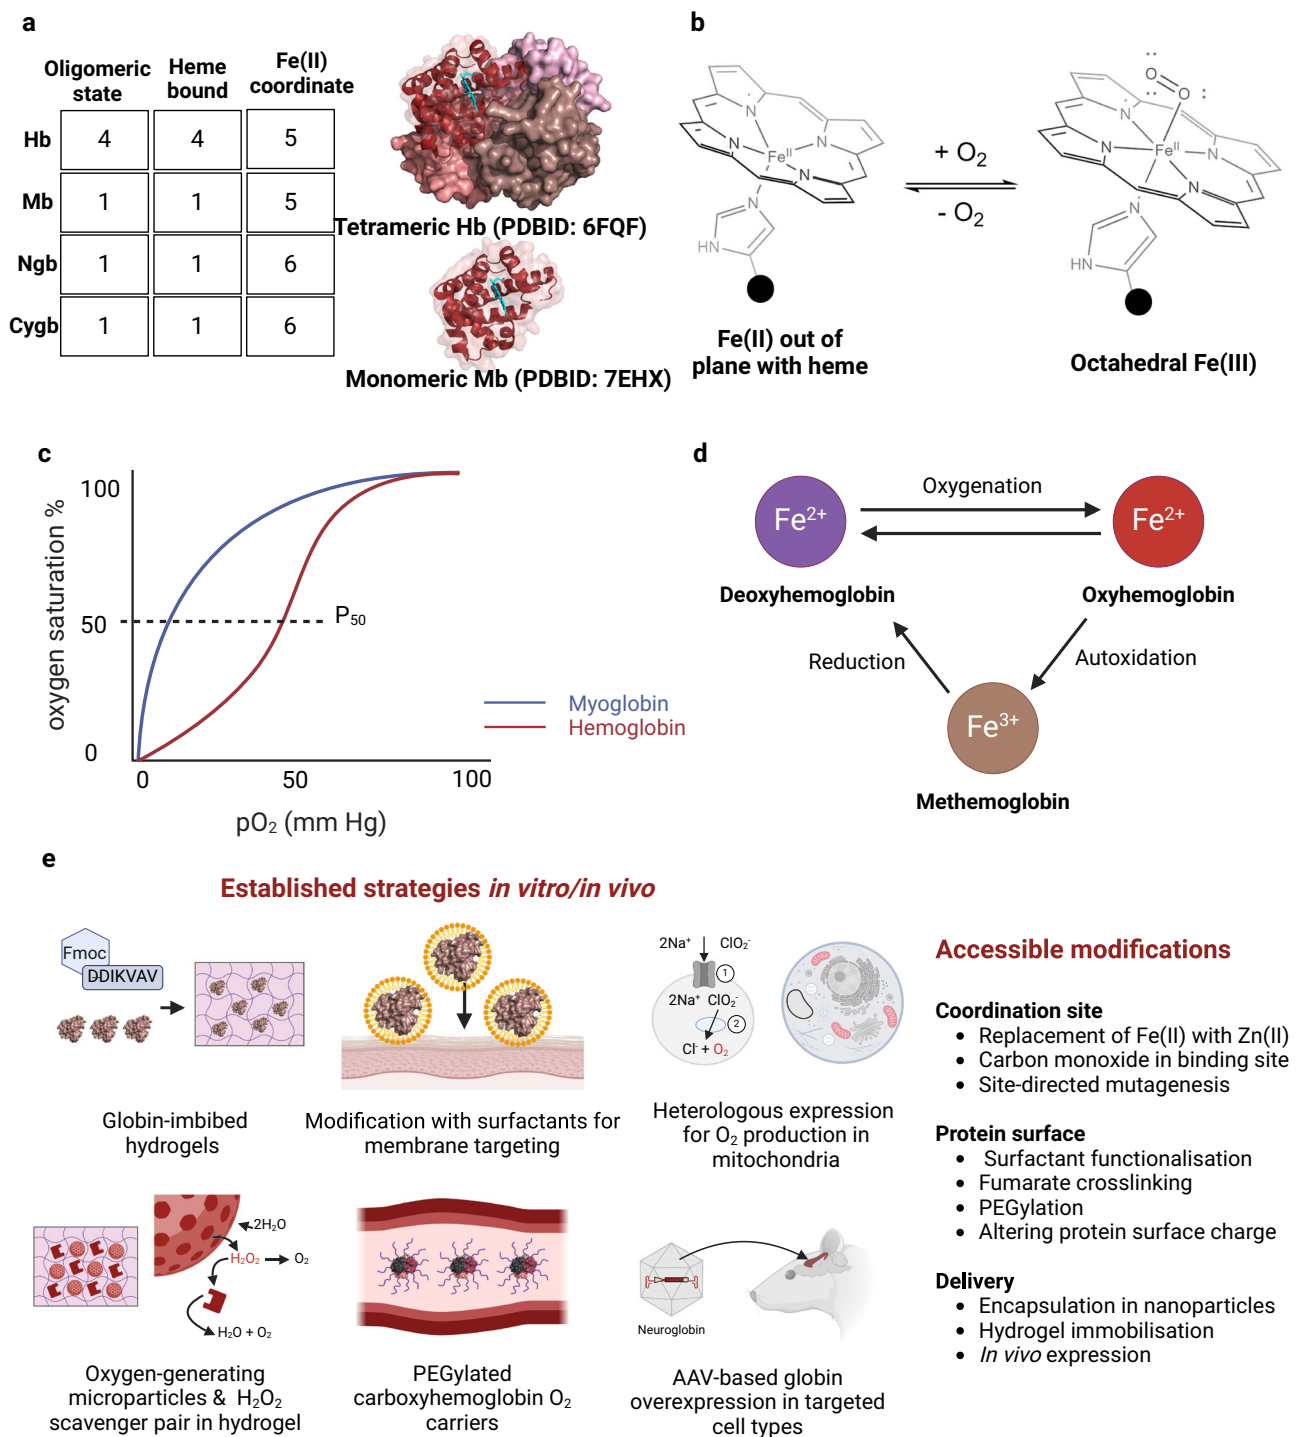 a
Oligomeric state
Heme bound
Fe(II) coordinate
Hb 4 4 5
Mb 1 1 5
Ngb 1 1 6
Cygb 1 1 6
Tetrameric Hb (PDBID: 6FQF)
Monomeric Mb (PDBID: 7EHX)
b
N
N
N
Fe^II
N
HN
+ O₂
- O₂
O
O
N
N
N
Fe^II
N
N
HN
Fe(II) out of
plane with heme
Octahedral Fe(III)
c
oxygen saturation %
100
50
0
P₅₀
Myoglobin
Hemoglobin
0 50 100
pO₂ (mm Hg)
d
Fe²⁺
Oxygenation
Fe²⁺
Deoxyhemoglobin
Oxyhemoglobin
Reduction
Autoxidation
Fe³⁺
Methemoglobin
e
Established strategies in vitro/in vivo
Fmoc
DDIKVAV
Globin-imbibed
hydrogels
Modification with surfactants for
membrane targeting
2Na⁺ ClO₂⁻
1
2Na⁺ ClO₂⁻
2
Cl⁻ + O₂
Heterologous expression
for O₂ production in
mitochondria
2H₂O
H₂O₂
O₂
H₂O + O₂
Oxygen-generating
microparticles & H₂O₂
scavenger pair in hydrogel
PEGylated
carboxyhemoglobin O₂
carriers
Neuroglobin
AAV-based globin
overexpression in targeted
cell types
Accessible modifications
Coordination site
• Replacement of Fe(II) with Zn(II)
• Carbon monoxide in binding site
• Site-directed mutagenesis
Protein surface
• Surfactant functionalisation
• Fumarate crosslinking
• PEGylation
• Altering protein surface charge
Delivery
• Encapsulation in nanoparticles
• Hydrogel immobilisation
• In vivo expression